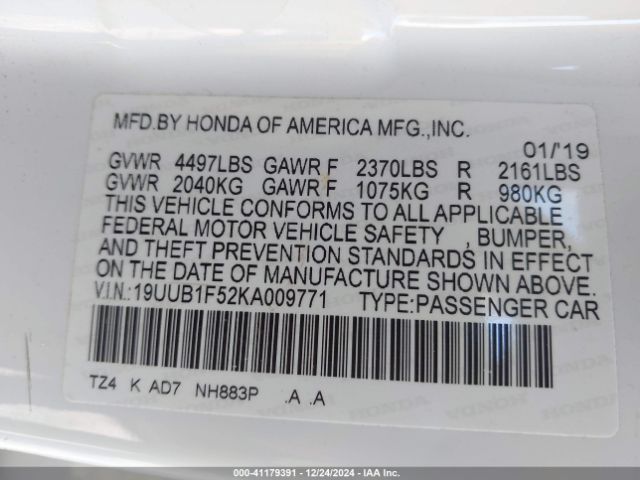 MFD.BY HONDA OF AMERICA MFG.,INC.
01/'19
GVWR 4497LBS GAWR F 2370LBS R 2161LBS
GVWR 2040KG GAWR F 1075KG R 980KG
THIS VEHICLE CONFORMS TO ALL APPLICABLE
FEDERAL MOTOR VEHICLE SAFETY , BUMPER,
AND THEFT PREVENTION STANDARDS IN EFFECT
ON THE DATE OF MANUFACTURE SHOWN ABOVE.
V.I.N.:19UUB1F52KA009771 TYPE:PASSENGER CAR
TZ4 K AD7 NH883P .A .A
000-41179391 - 12/24/2024 - IAA Inc.